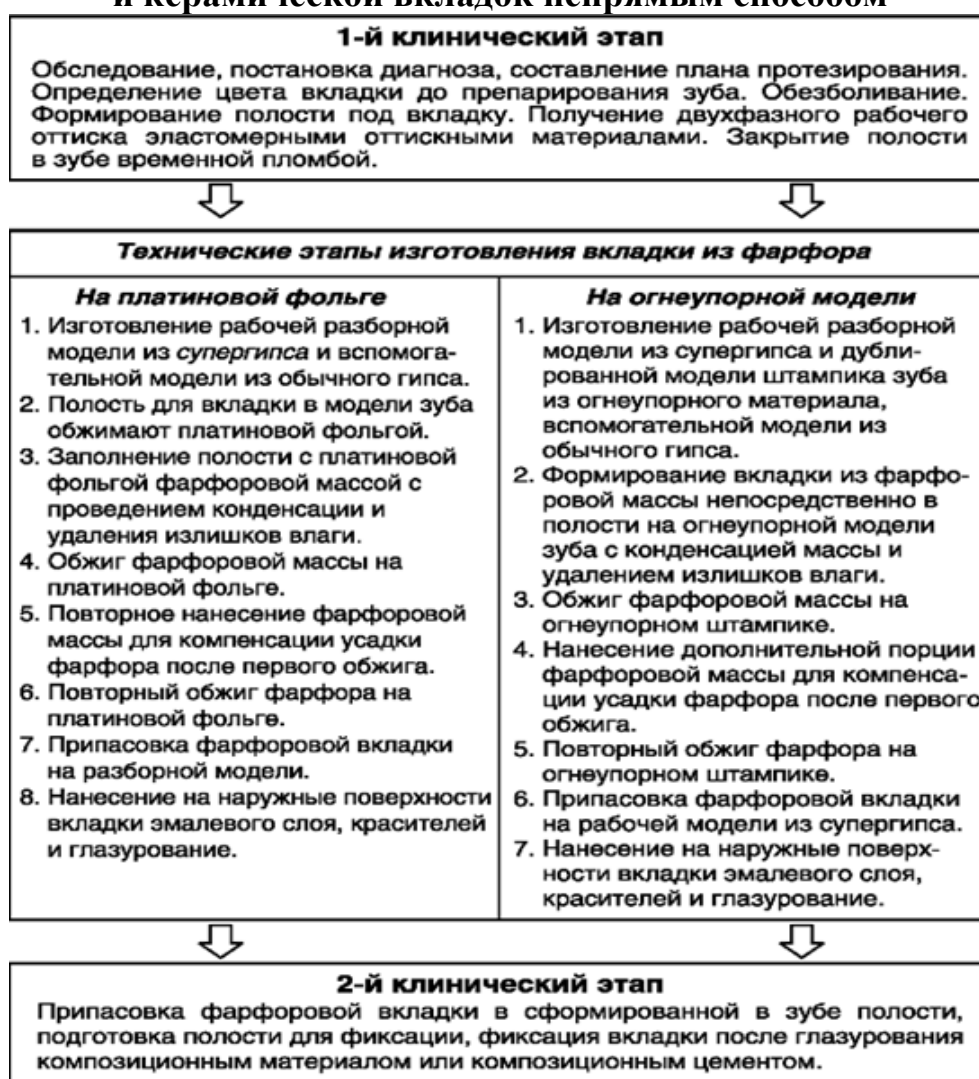 и керамической вкладок непрямым способом
1-й клинический этап
Обследование, постановка диагноза, составление плана протезирования.
Определение цвета вкладки до препарирования зуба. Обезболивание.
Формирование полости под вкладку. Получение двухфазного рабочего
оттиска эластомерными оттискными материалами. Закрытие полости
в зубе временной пломбой.
Технические этапы изготовления вкладки из фарфора
На платиновой фольге
1. Изготовление рабочей разборной
модели из супергипса и вспомога-
тельной модели из обычного гипса.
2. Полость для вкладки в модели зуба
обжимают платиновой фольгой.
3. Заполнение полости с платиновой
фольгой фарфоровой массой с
проведением конденсации и
удаления излишков влаги.
4. Обжиг фарфоровой массы на
платиновой фольге.
5. Повторное нанесение фарфоровой
массы для компенсации усадки
фарфора после первого обжига.
6. Повторный обжиг фарфора на
платиновой фольге.
7. Припасовка фарфоровой вкладки
на разборной модели.
8. Нанесение на наружные поверхности
вкладки эмалевого слоя, красителей
и глазурование.
На огнеупорной модели
1. Изготовление рабочей разборной
модели из супергипса и дубли-
рованной модели штампика зуба
из огнеупорного материала,
вспомогательной модели из
обычного гипса.
2. Формирование вкладки из фарфо-
ровой массы непосредственно в
полости на огнеупорной модели
зуба с конденсацией массы и
удалением излишков влаги.
3. Обжиг фарфоровой массы на
огнеупорном штампике.
4. Нанесение дополнительной порции
фарфоровой массы для компенса-
ции усадки фарфора после первого
обжига.
5. Повторный обжиг фарфора на
огнеупорном штампике.
6. Припасовка фарфоровой вкладки
на рабочей модели из супергипса.
7. Нанесение на наружные поверх-
ности вкладки эмалевого слоя,
красителей и глазурование.
2-й клинический этап
Припасовка фарфоровой вкладки в сформированной в зубе полости,
подготовка полости для фиксации, фиксация вкладки после глазурования
композиционным материалом или композиционным цементом.